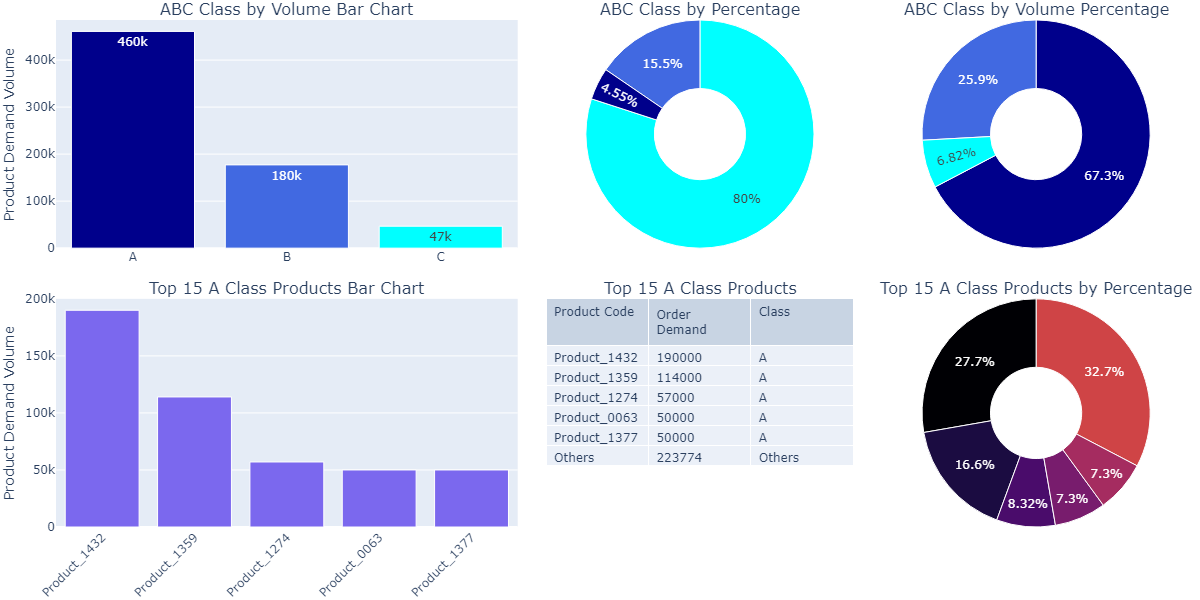 ABC Class by Volume Bar Chart
Product Demand Volume
400k
300k
200k
100k
0
460k
180k
47k
A B C
ABC Class by Percentage
15.5%
4.55%
80%
ABC Class by Volume Percentage
25.9%
6.82%
67.3%
Top 15 A Class Products Bar Chart
Product Demand Volume
200k
150k
100k
50k
0
Product_1432 Product_1359 Product_1274 Product_0063 Product_1377
Top 15 A Class Products
Product Code Order Demand Class
Product_1432 190000 A
Product_1359 114000 A
Product_1274 57000 A
Product_0063 50000 A
Product_1377 50000 A
Others 223774 Others
Top 15 A Class Products by Percentage
27.7%
32.7%
16.6%
8.32%
7.3%
7.3%